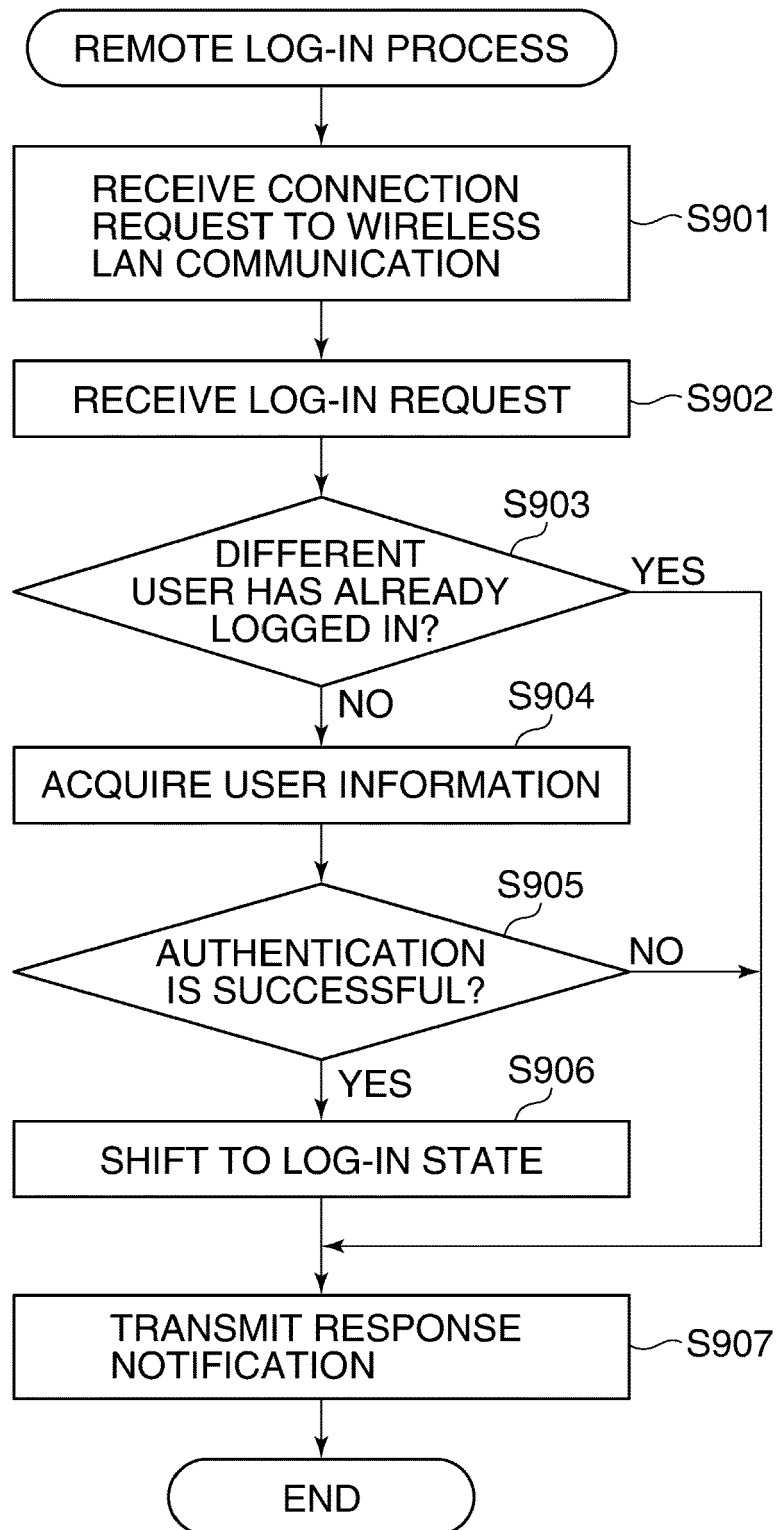 REMOTE LOG-IN PROCESS
RECEIVE CONNECTION
REQUEST TO WIRELESS
LAN COMMUNICATION
S901
RECEIVE LOG-IN REQUEST
S902
S903
DIFFERENT
USER HAS ALREADY
LOGGED IN?
YES
NO
S904
ACQUIRE USER INFORMATION
S905
AUTHENTICATION
IS SUCCESSFUL?
NO
YES
S906
SHIFT TO LOG-IN STATE
TRANSMIT RESPONSE
NOTIFICATION
S907
END